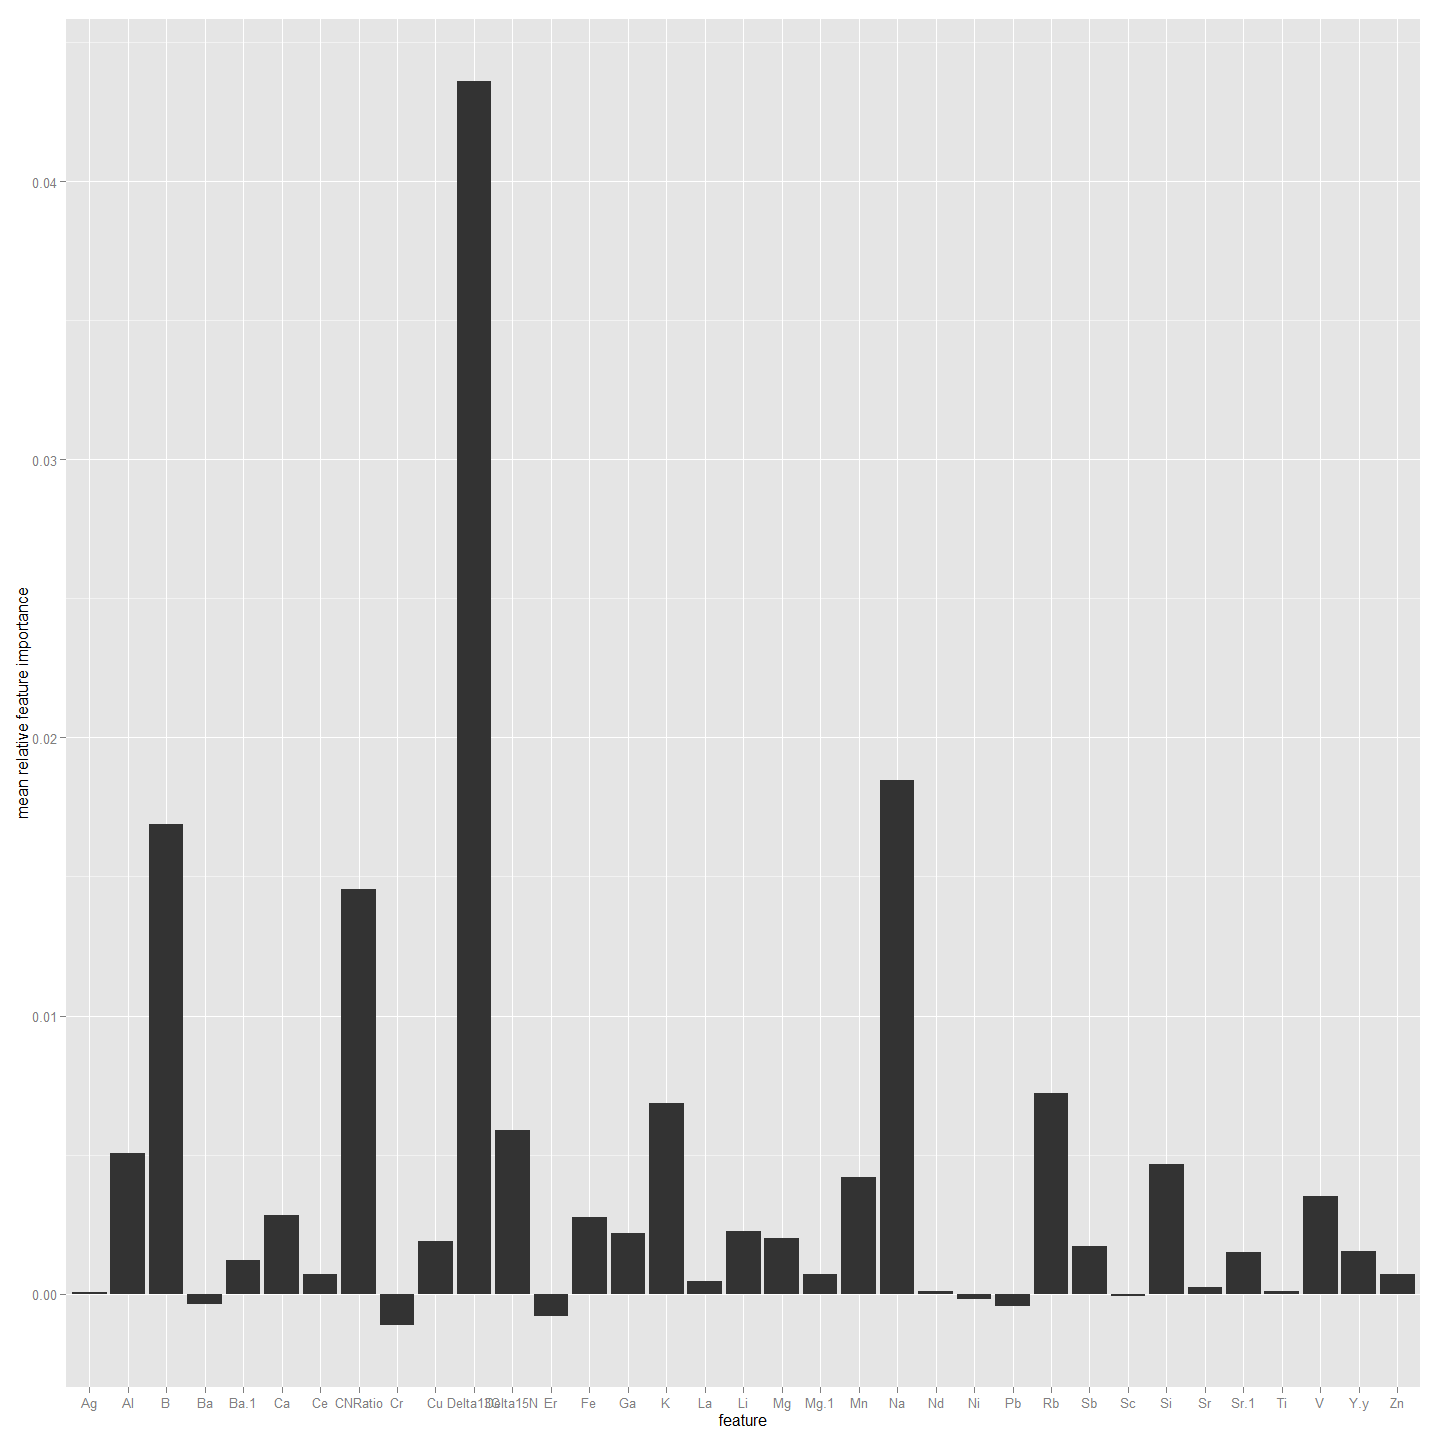 mean relative feature importance
0.04
0.03
0.02
0.01
0.00
Ag Al B Ba Ba.1 Ca Ce CNRatio Cr Cu Delta13C Delta15N Er Fe Ga K La Li Mg Mg.1 Mn Na Nd Ni Pb Rb Sb Sc Si Sr Sr.1 Ti V Y.y Zn
feature